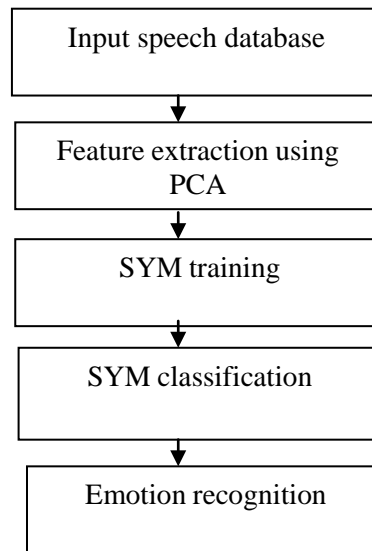 Input speech database
Feature extraction using
PCA
SYM training
SYM classification
Emotion recognition